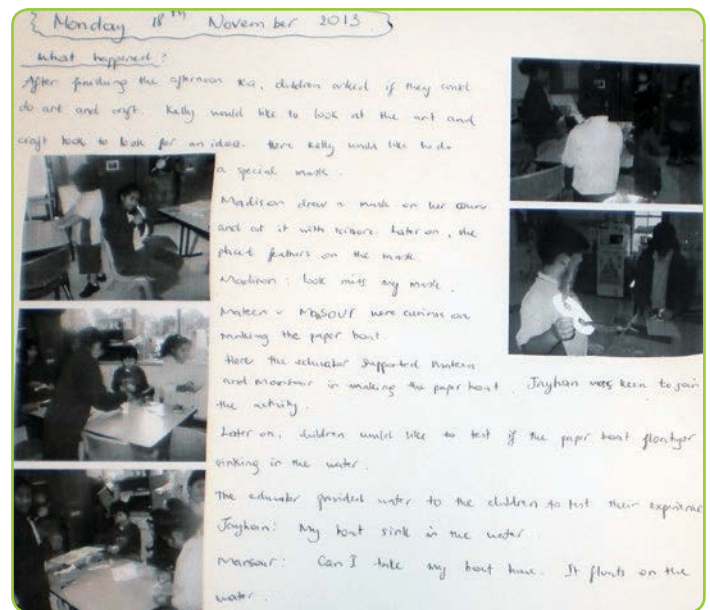 Monday 18TH November 2013
What happened?
After finishing the afternoon tea, children asked if they could
do art and craft. Kelly would like to look at the art and
craft book to look for an idea. Here Kelly would like to do
a special mask.
Madison drew a mask on her
and cut it with scissors. Later on, she
placed feathers on the mask.
Madison: look miss my mask.
Mateen & Mansour were curious on
making the paper boat.
Here the educator supported Mateen
and Mansour in making the paper boat. Jayhan was keen to join
the activity.
Later on, children would like to test if the paper boat
sinking in the water.
The educator provided water to the children to test their
Jayhan: My boat sink in the water
Mansour: Can I take my boat home. It floats on the
water.